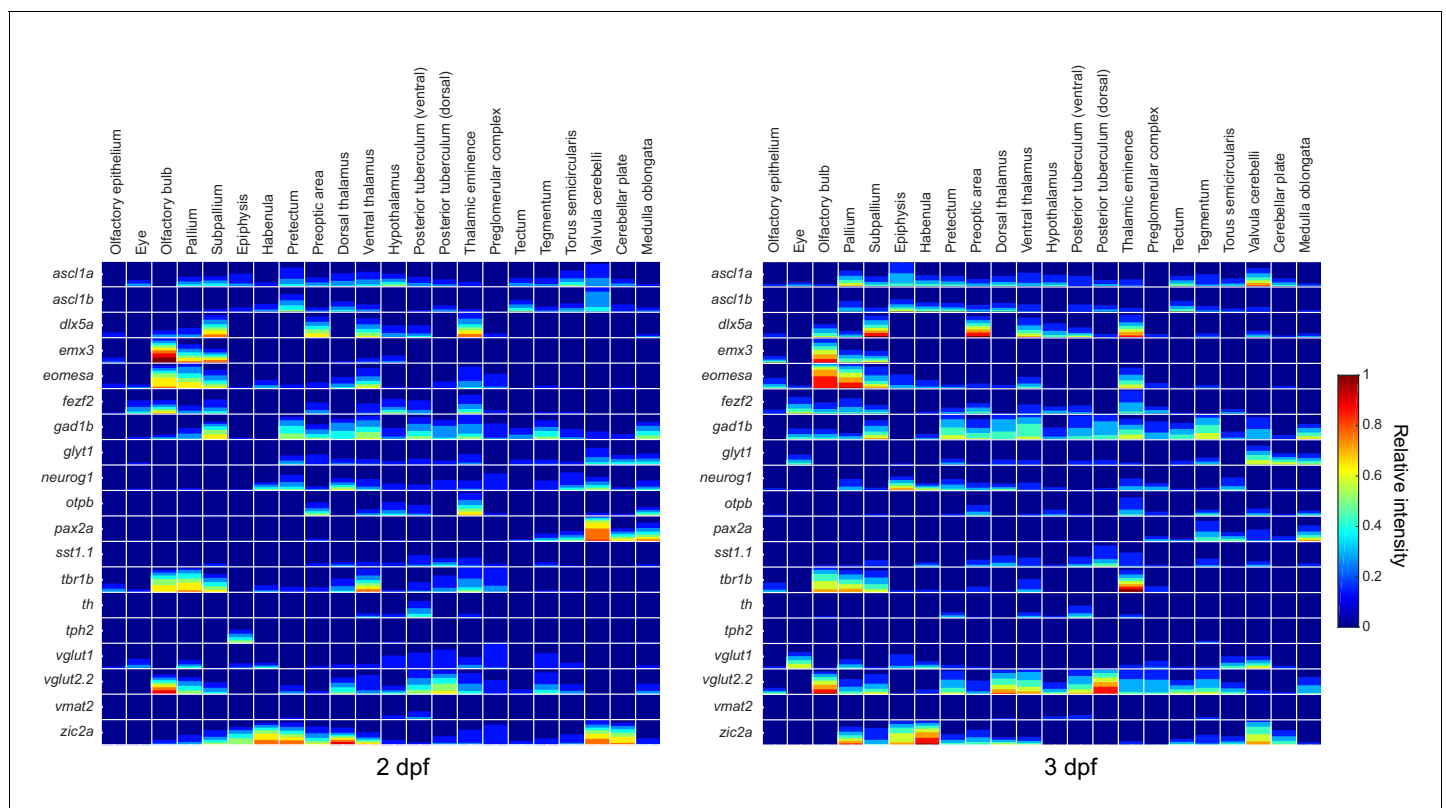 Olfactory epithelium
Eye
Olfactory bulb
Pallium
Subpallium
Epiphysis
Habenula
Pretectum
Preoptic area
Dorsal thalamus
Ventral thalamus
Hypothalamus
Posterior tuberculum (ventral)
Posterior tuberculum (dorsal)
Thalamic eminence
Preglomerular complex
Tectum
Tegmentum
Torus semicircularis
Valvula cerebelli
Cerebellar plate
Medulla oblongata
ascl1a
ascl1b
dlx5a
emx3
eomesa
fezf2
gad1b
glyt1
neurog1
otpb
pax2a
sst1.1
tbr1b
th
tph2
vglut1
vglut2.2
vmat2
zic2a
2 dpf
Olfactory epithelium
Eye
Olfactory bulb
Pallium
Subpallium
Epiphysis
Habenula
Pretectum
Preoptic area
Dorsal thalamus
Ventral thalamus
Hypothalamus
Posterior tuberculum (ventral)
Posterior tuberculum (dorsal)
Thalamic eminence
Preglomerular complex
Tectum
Tegmentum
Torus semicircularis
Valvula cerebelli
Cerebellar plate
Medulla oblongata
ascl1a
ascl1b
dlx5a
emx3
eomesa
fezf2
gad1b
glyt1
neurog1
otpb
pax2a
sst1.1
tbr1b
th
tph2
vglut1
vglut2.2
vmat2
zic2a
3 dpf
1
0.8
0.6
0.4
0.2
0
Relative intensity